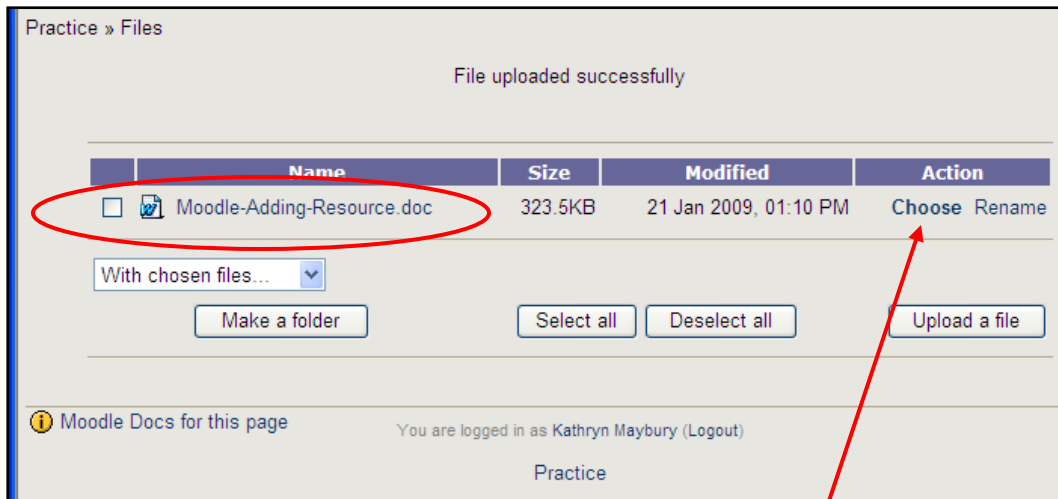 Practice » Files
File uploaded successfully
Name Size Modified Action
Moodle-Adding-Resource.doc 323.5KB 21 Jan 2009, 01:10 PM Choose Rename
With chosen files...
Make a folder Select all Deselect all Upload a file
Moodle Docs for this page
You are logged in as Kathryn Maybury (Logout)
Practice